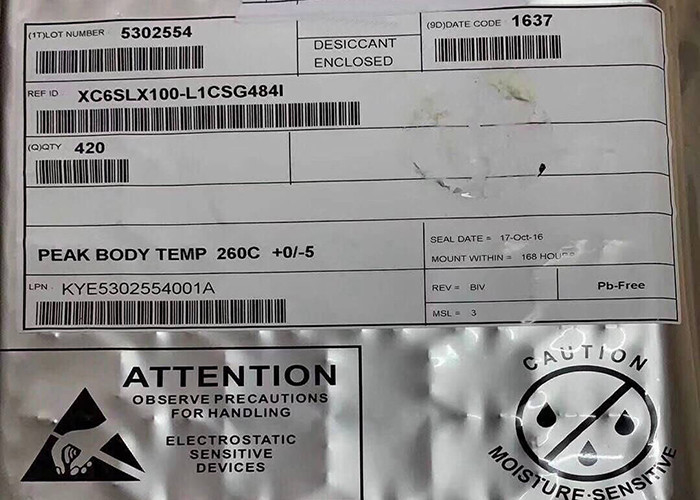 (1T)LOT NUMBER 5302554
DESICCANT
ENCLOSED
(9D)DATE CODE 1637
REF ID XC6SLX100-L1CSG484I
(Q)QTY 420
PEAK BODY TEMP 260C +0/-5
SEAL DATE = 17-Oct-16
MOUNT WITHIN = 168 HOURS
LPN KYE5302554001A
REV = BIV
Pb-Free
MSL = 3
ATTENTION
OBSERVE PRECAUTIONS
FOR HANDLING
ELECTROSTATIC
SENSITIVE
DEVICES
CAUTION
MOISTURE-SENSITIVE